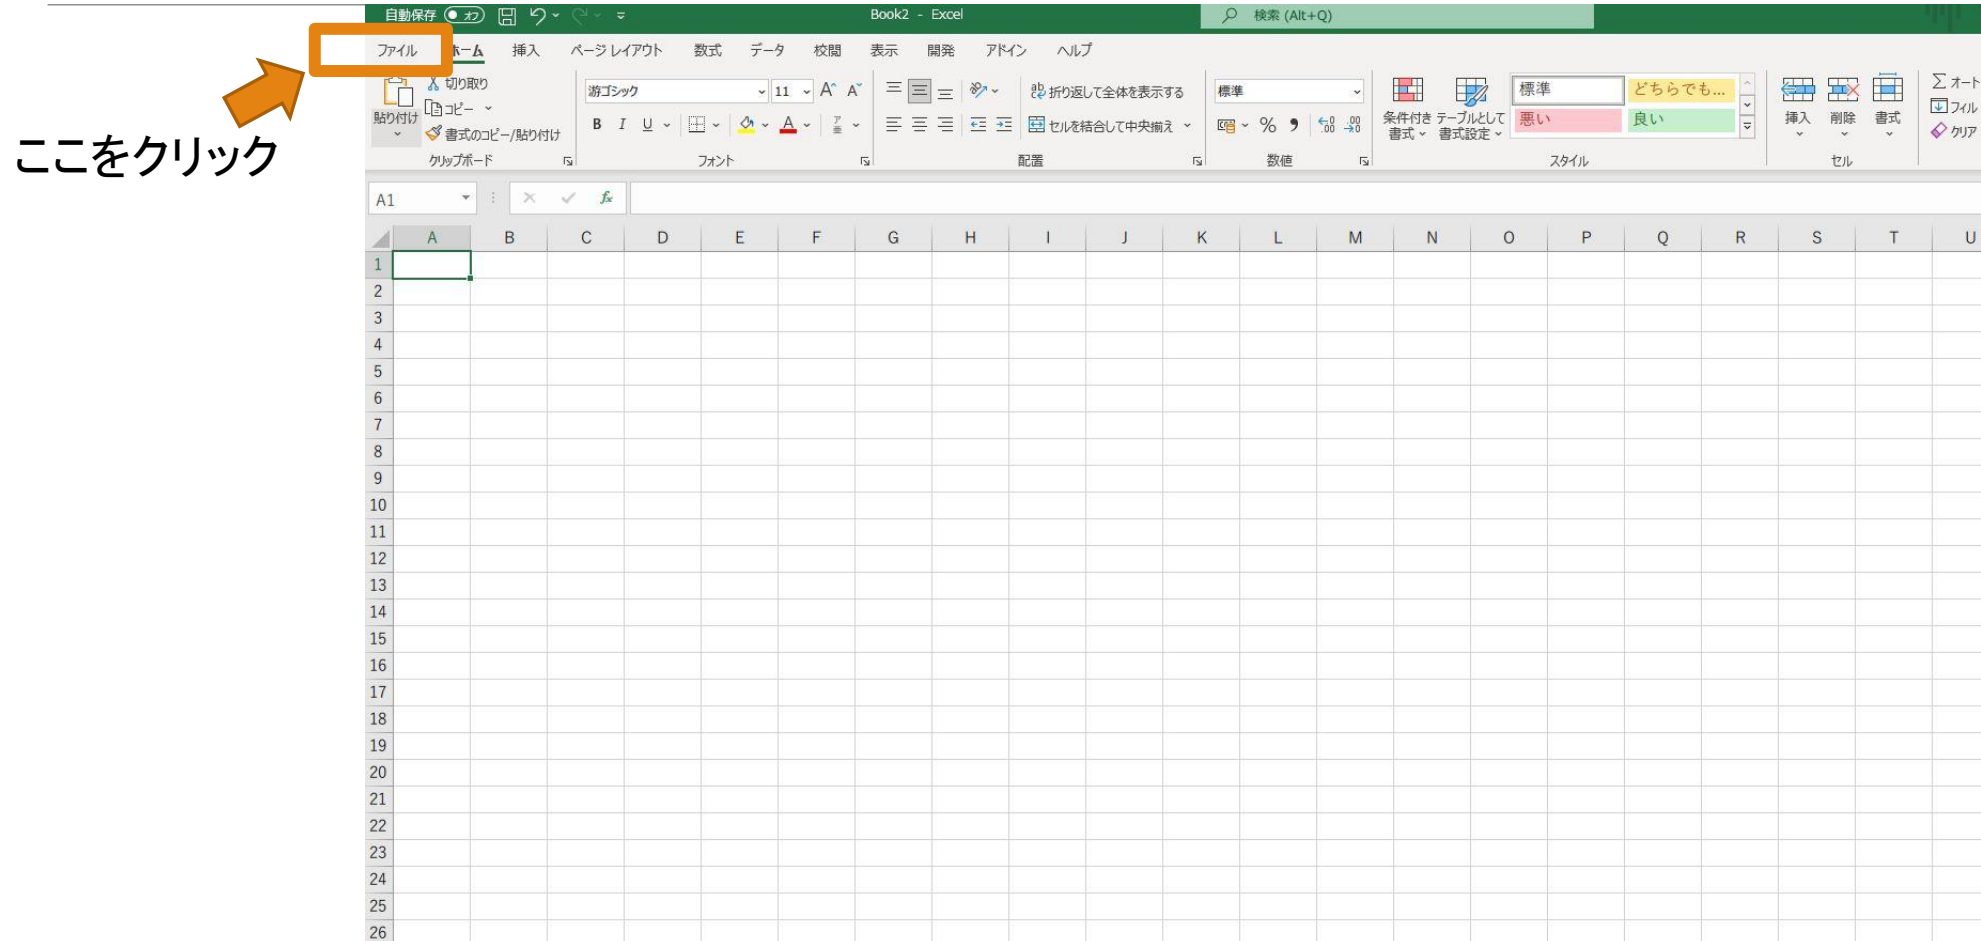 自動保存 オフ Book2 - Excel 検索 (Alt+Q)
ファイル ホーム 挿入 ページ レイアウト 数式 データ 校閲 表示 開発 アドイン ヘルプ
ここをクリック
貼り付け 切り取り コピー 書式のコピー/貼り付け
クリップボード
游ゴシック 11 A A
B I U A ア 亜
フォント
ab 折り返して全体を表示する
セルを結合して中央揃え
配置
標準
% 9 .00 .00
数値
条件付き 書式 テーブルとして 書式設定
標準 どちらでも...
悪い 良い
スタイル
挿入 削除 書式
セル
Σ オート
フィル
クリア
A1 fx
A B C D E F G H I J K L M N O P Q R S T U
1
2
3
4
5
6
7
8
9
10
11
12
13
14
15
16
17
18
19
20
21
22
23
24
25
26